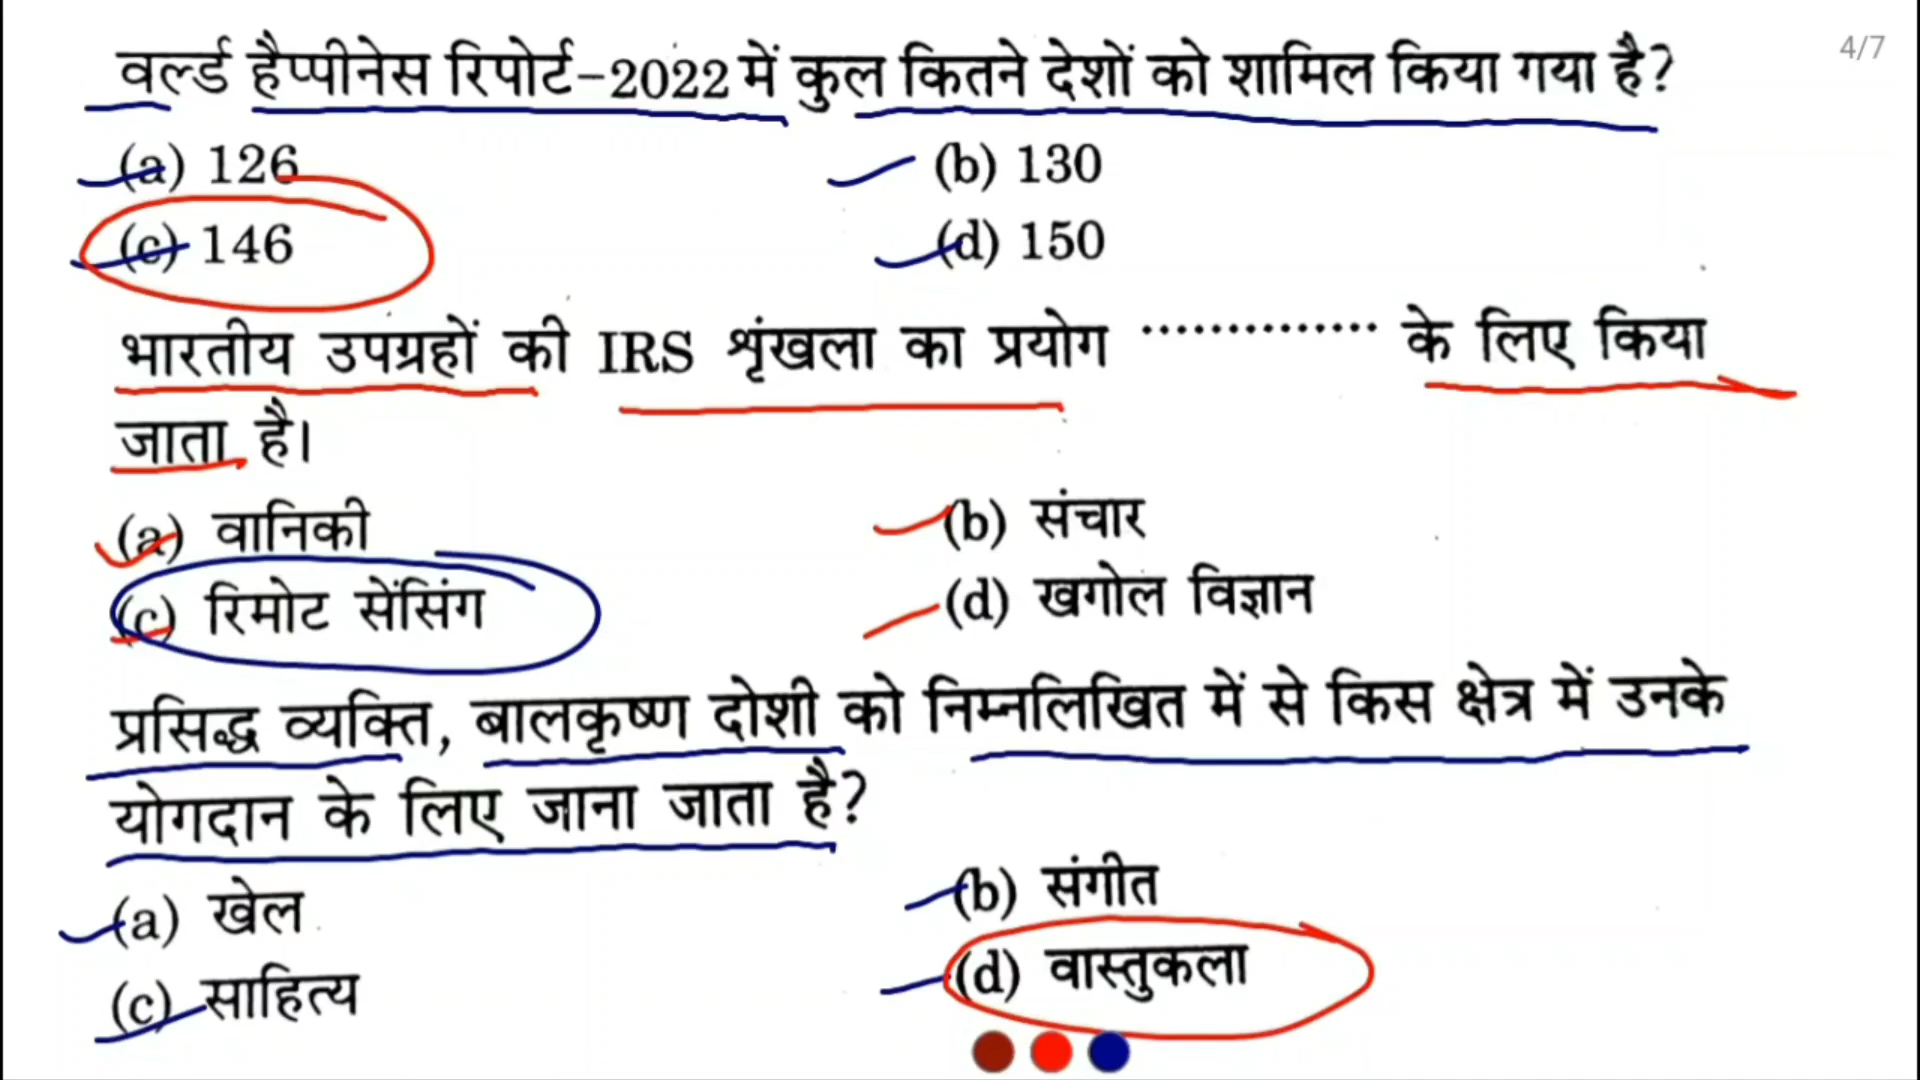 4/7
वर्ल्ड हैप्पीनेस रिपोर्ट–2022 में कुल कितने देशों को शामिल किया गया है?
(a) 126 (b) 130
(c) 146 (d) 150
भारतीय उपग्रहों की IRS शृंखला का प्रयोग .............. के लिए किया
जाता है।
(a) वानिकी (b) संचार
(c) रिमोट सेंसिंग (d) खगोल विज्ञान
प्रसिद्ध व्यक्ति, बालकृष्ण दोशी को निम्नलिखित में से किस क्षेत्र में उनके
योगदान के लिए जाना जाता है?
(a) खेल (b) संगीत
(c) साहित्य (d) वास्तुकला